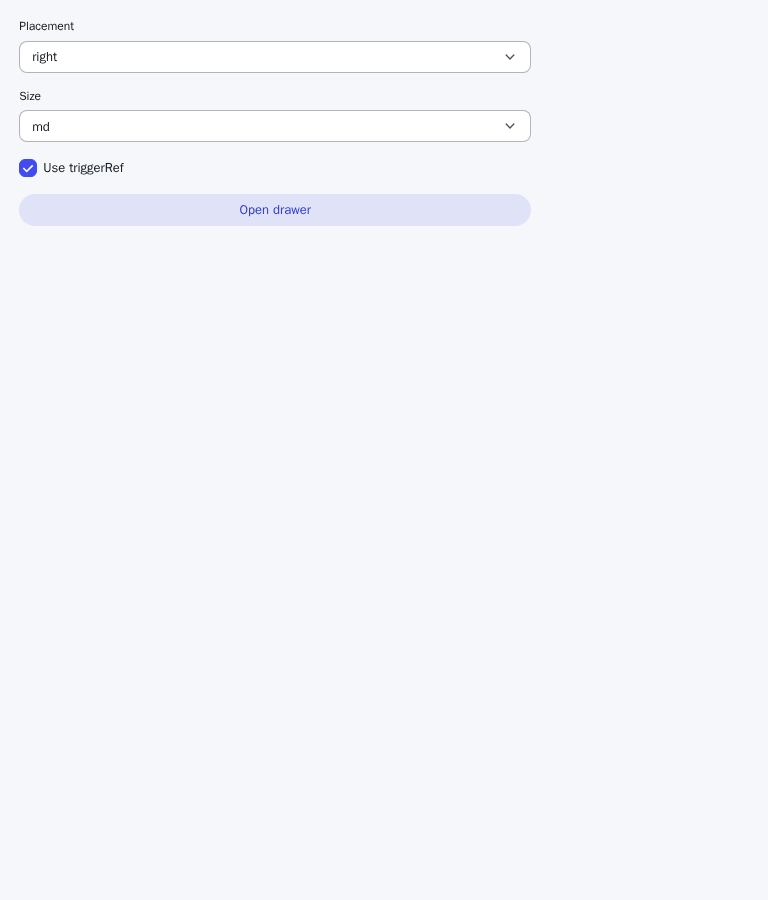 Placement
right
Size
md
Use triggerRef
Open drawer